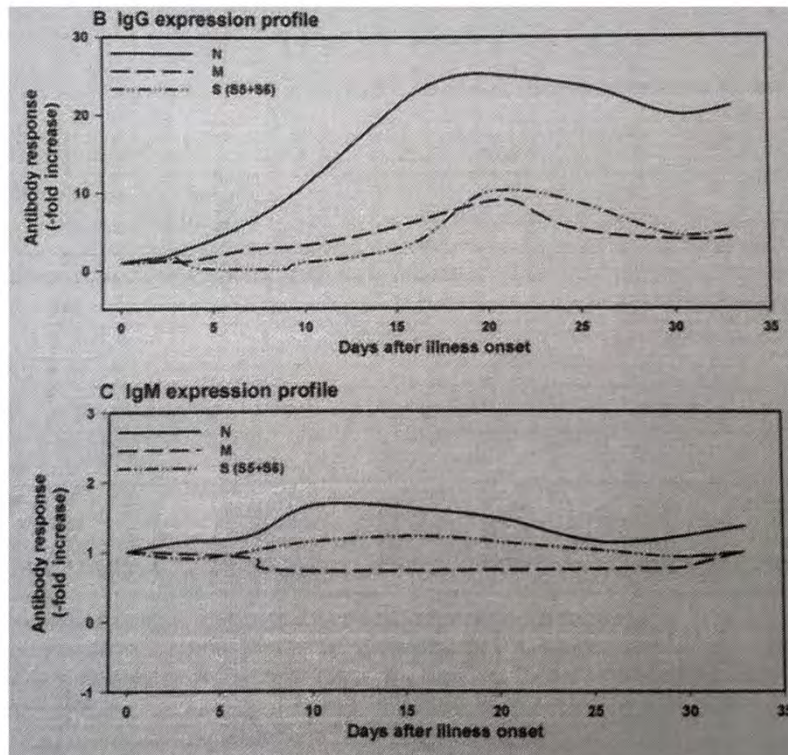 B IgG expression profile
30
20
10
0
N
M
S (S5+S6)
Antibody response
(-fold increase)
0 5 10 15 20 25 30 35
Days after illness onset
C IgM expression profile
3
2
1
0
-1
N
M
S (S5+S6)
Antibody response
(-fold increase)
0 5 10 15 20 25 30 35
Days after illness onset